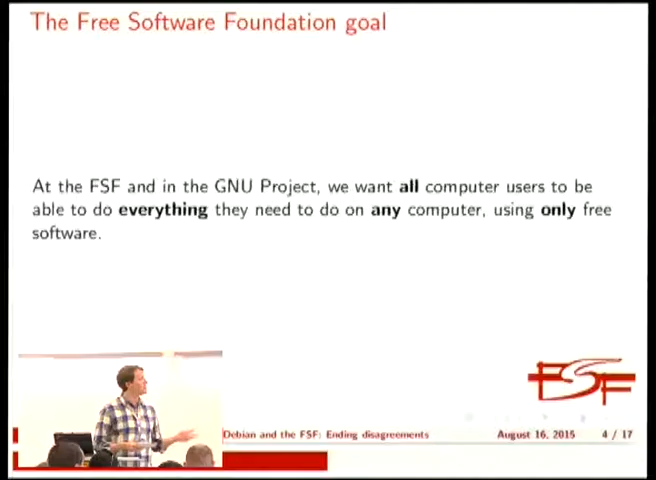 The Free Software Foundation goal
At the FSF and in the GNU Project, we want all computer users to be
able to do everything they need to do on any computer, using only free
software.
FSF
Debian and the FSF: Ending disagreements August 16, 2015 4 / 17